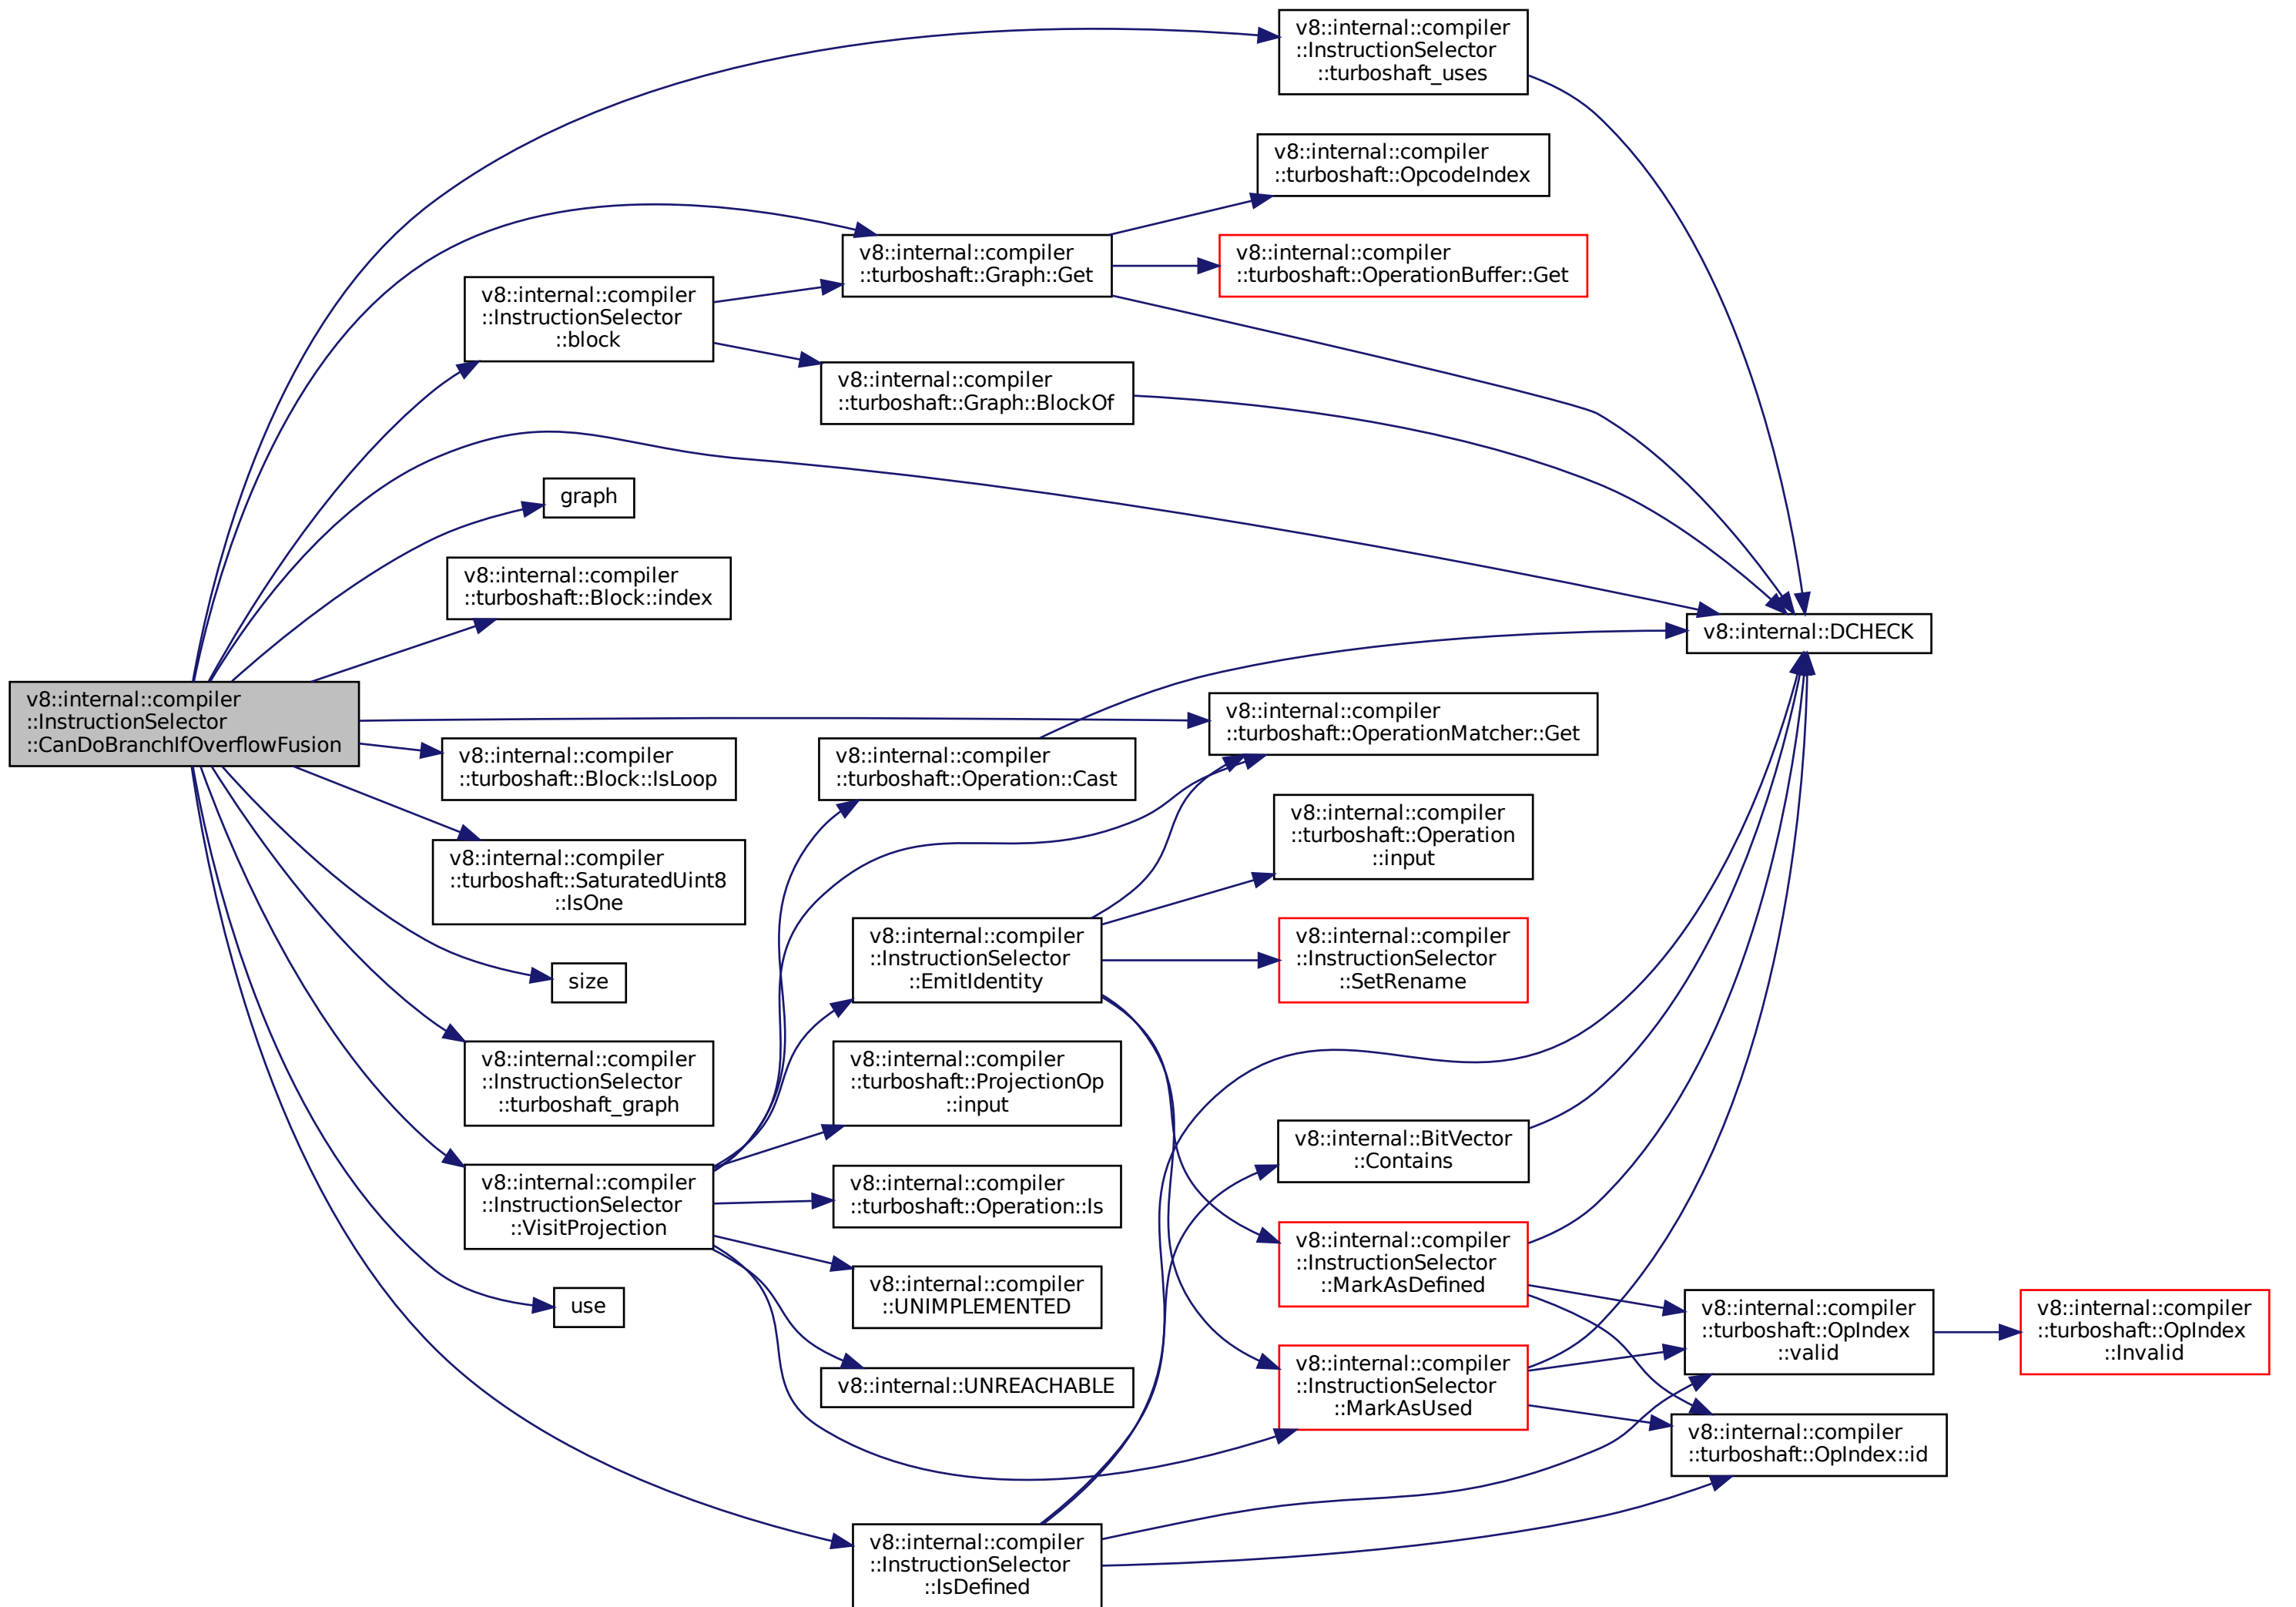 v8::internal::compiler
::InstructionSelector
::CanDoBranchIfOverflowFusion
v8::internal::compiler
::InstructionSelector
::turboshaft_uses
v8::internal::compiler
::turboshaft::OpcodeIndex
v8::internal::compiler
::turboshaft::Graph::Get
v8::internal::compiler
::turboshaft::OperationBuffer::Get
v8::internal::compiler
::InstructionSelector
::block
v8::internal::compiler
::turboshaft::Graph::BlockOf
graph
v8::internal::compiler
::turboshaft::Block::index
v8::internal::DCHECK
v8::internal::compiler
::turboshaft::OperationMatcher::Get
v8::internal::compiler
::turboshaft::Block::IsLoop
v8::internal::compiler
::turboshaft::Operation::Cast
v8::internal::compiler
::turboshaft::Operation
::input
v8::internal::compiler
::turboshaft::SaturatedUint8
::IsOne
v8::internal::compiler
::InstructionSelector
::EmitIdentity
v8::internal::compiler
::InstructionSelector
::SetRename
size
v8::internal::compiler
::InstructionSelector
::turboshaft_graph
v8::internal::compiler
::turboshaft::ProjectionOp
::input
v8::internal::BitVector
::Contains
v8::internal::compiler
::InstructionSelector
::VisitProjection
v8::internal::compiler
::turboshaft::Operation::Is
v8::internal::compiler
::InstructionSelector
::MarkAsDefined
v8::internal::compiler
::UNIMPLEMENTED
use
v8::internal::compiler
::turboshaft::OpIndex
::valid
v8::internal::compiler
::turboshaft::OpIndex
::Invalid
v8::internal::UNREACHABLE
v8::internal::compiler
::InstructionSelector
::MarkAsUsed
v8::internal::compiler
::turboshaft::OpIndex::id
v8::internal::compiler
::InstructionSelector
::IsDefined